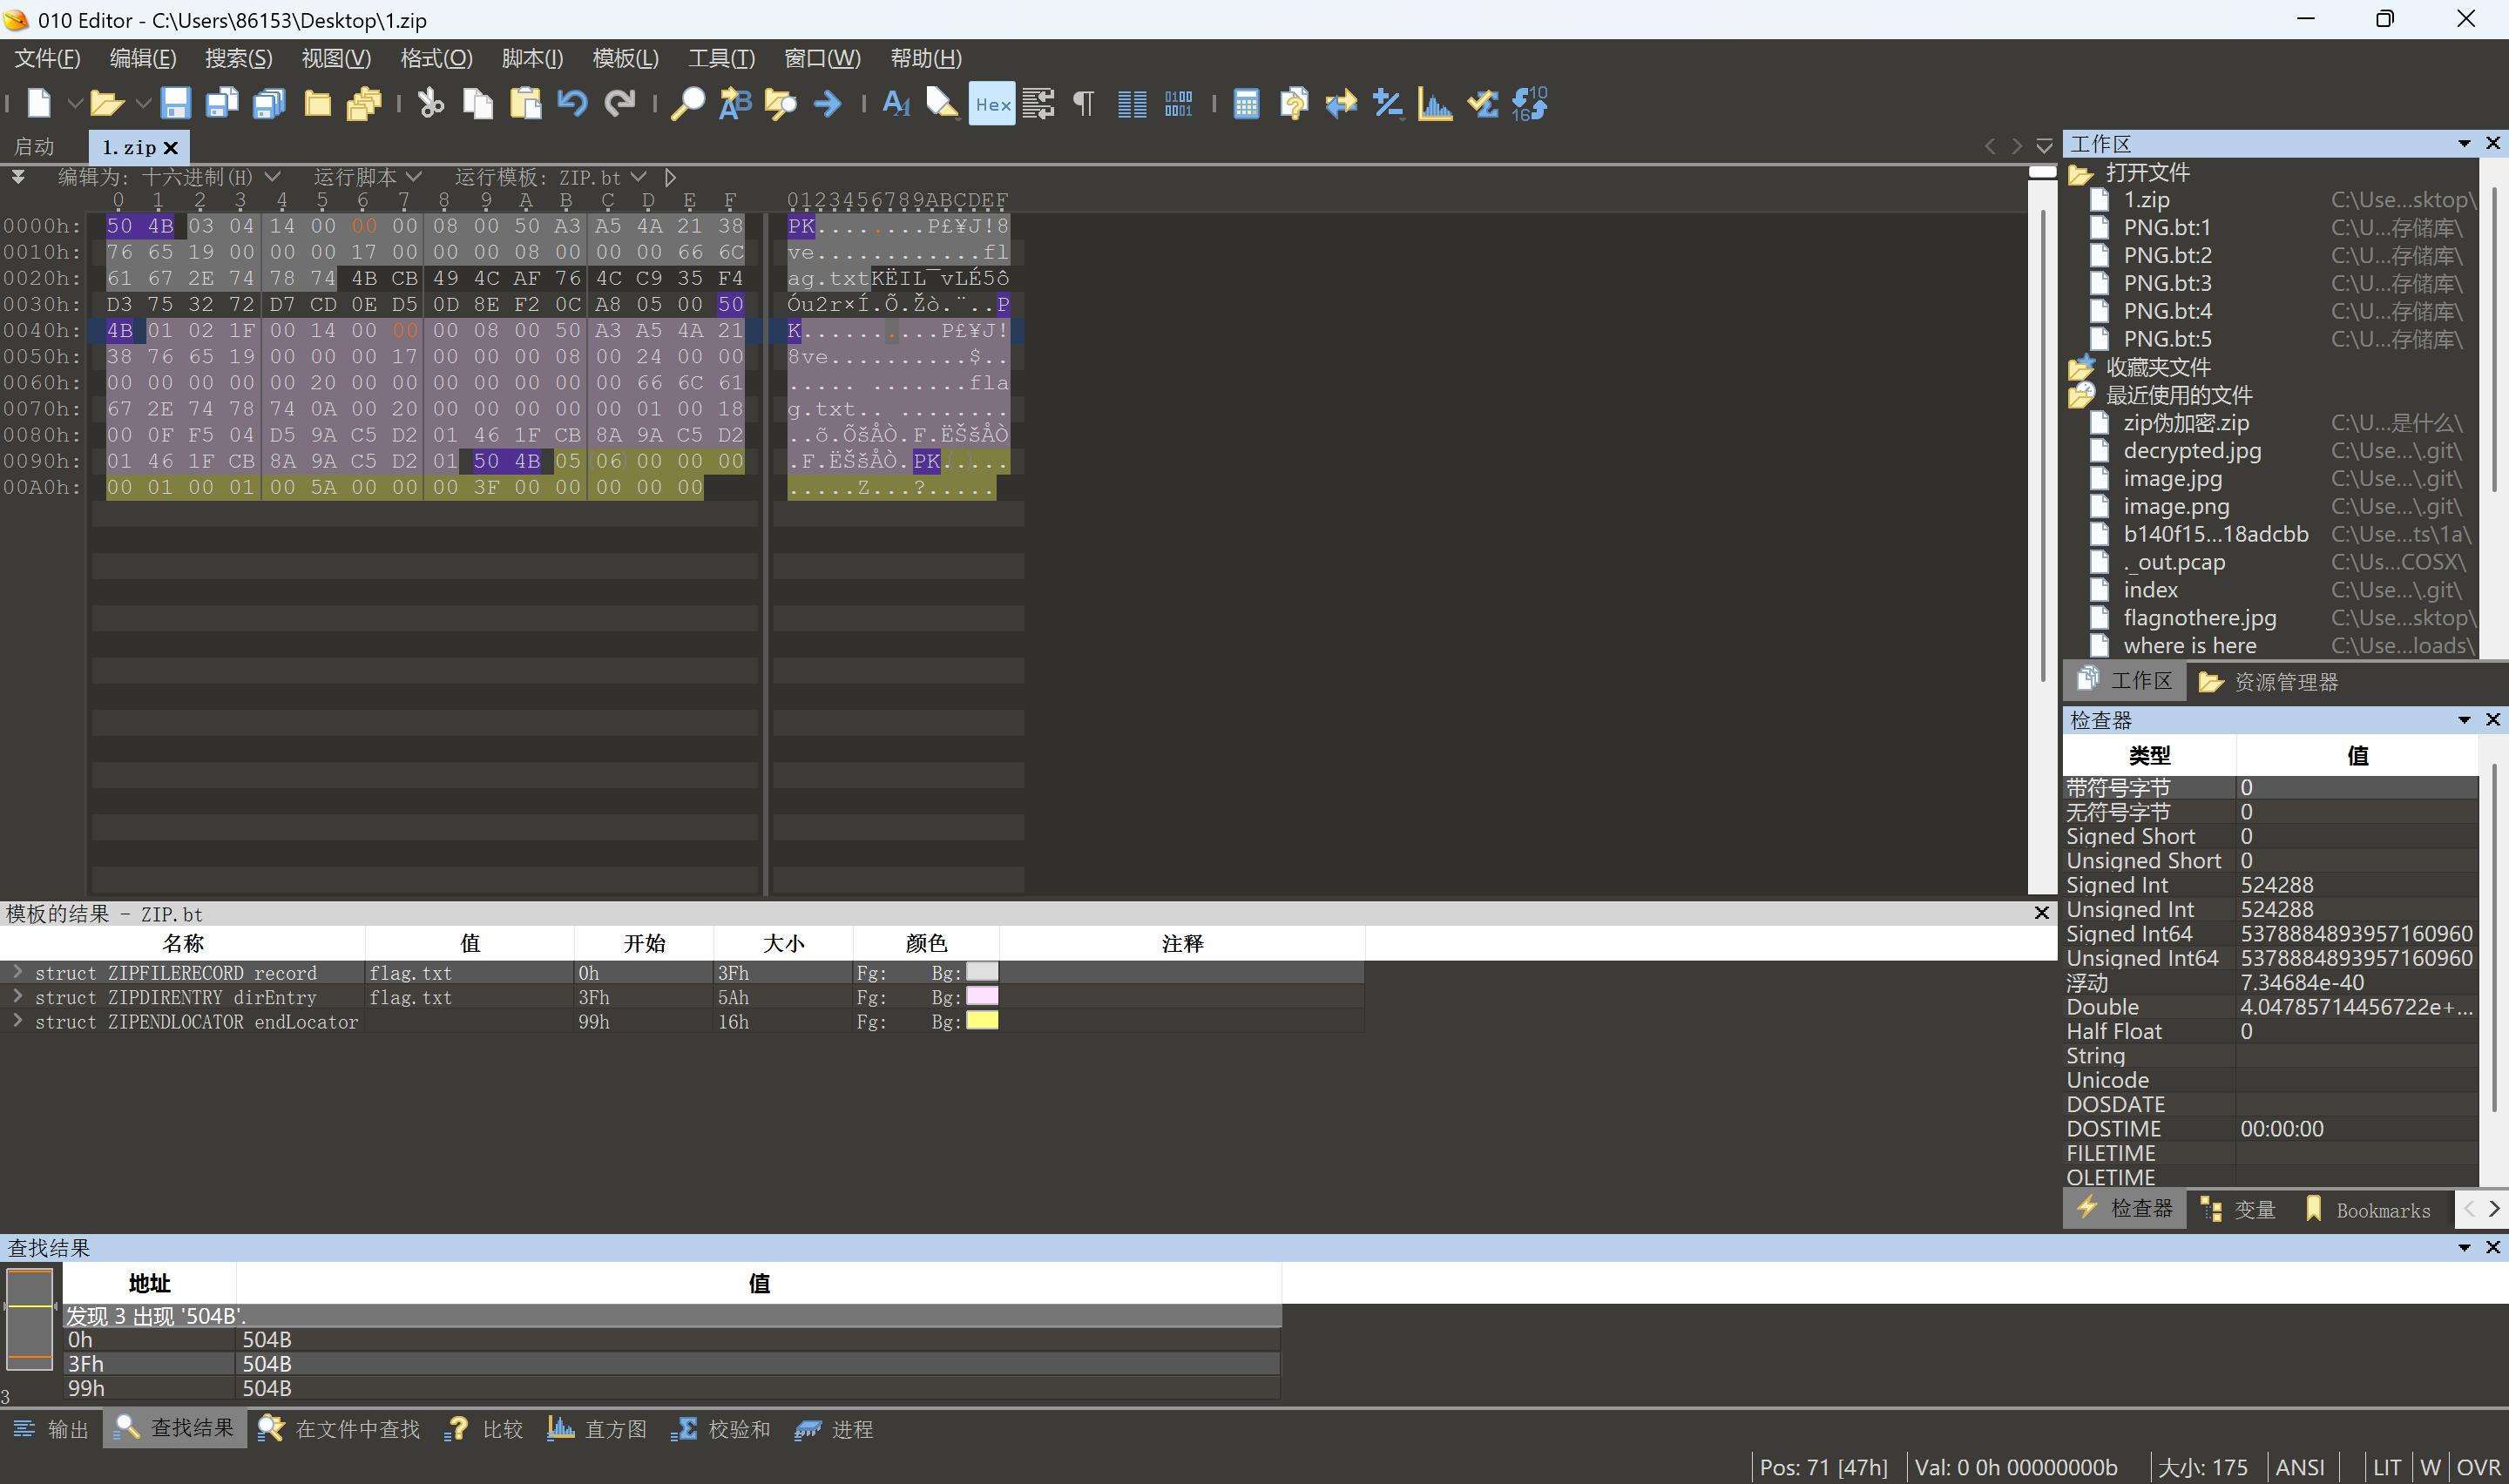 010 Editor - C:\Users\86153\Desktop\1.zip
文件(F) 编辑(E) 搜索(S) 视图(V) 格式(O) 脚本(I) 模板(L) 工具(T) 窗口(W) 帮助(H)
Hex
启动 1.zip
编辑为: 十六进制(H) 运行脚本 运行模板: ZIP.bt
0 1 2 3 4 5 6 7 8 9 A B C D E F 0123456789ABCDEF
0000h: 50 4B 03 04 14 00 00 00 08 00 50 A3 A5 4A 21 38 PK........P£¥J!8
0010h: 76 65 19 00 00 00 17 00 00 00 08 00 00 00 66 6C ve............fl
0020h: 61 67 2E 74 78 74 4B CB 49 4C AF 76 4C C9 35 F4 ag.txtKËIL¯vLÉ5ô
0030h: D3 75 32 72 D7 CD 0E D5 0D 8E F2 0C A8 05 00 50 Óu2r×Í.Õ.Žò.¨..P
0040h: 4B 01 02 1F 00 14 00 00 00 08 00 50 A3 A5 4A 21 K..........P£¥J!
0050h: 38 76 65 19 00 00 00 17 00 00 00 08 00 24 00 00 8ve..........$..
0060h: 00 00 00 00 00 20 00 00 00 00 00 00 00 66 6C 61 ..... .......fla
0070h: 67 2E 74 78 74 0A 00 20 00 00 00 00 00 01 00 18 g.txt.. ........
0080h: 00 0F F5 04 D5 9A C5 D2 01 46 1F CB 8A 9A C5 D2 ..õ.ÕšÅÒ.F.ËŠšÅÒ
0090h: 01 46 1F CB 8A 9A C5 D2 01 50 4B 05 06 00 00 00 .F.ËŠšÅÒ.PK.....
00A0h: 00 01 00 01 00 5A 00 00 00 3F 00 00 00 00 00 .....Z...?.....
模板的结果 - ZIP.bt
名称 值 开始 大小 颜色 注释
struct ZIPFILERECORD record flag.txt 0h 3Fh Fg: Bg:
struct ZIPDIRENTRY dirEntry flag.txt 3Fh 5Ah Fg: Bg:
struct ZIPENDLOCATOR endLocator 99h 16h Fg: Bg:
工作区
打开文件
1.zip C:\Use...sktop\
PNG.bt:1 C:\U...存储库\
PNG.bt:2 C:\U...存储库\
PNG.bt:3 C:\U...存储库\
PNG.bt:4 C:\U...存储库\
PNG.bt:5 C:\U...存储库\
收藏夹文件
最近使用的文件
zip伪加密.zip C:\U...是什么\
decrypted.jpg C:\Use...\.git\
image.jpg C:\Use...\.git\
image.png C:\Use...\.git\
b140f15...18adcbb C:\Use...ts\1a\
._out.pcap C:\Us...COSX\
index C:\Use...\.git\
flagnothere.jpg C:\Use...sktop\
where is here C:\Use...loads\
工作区 资源管理器
检查器
类型 值
带符号字节 0
无符号字节 0
Signed Short 0
Unsigned Short 0
Signed Int 524288
Unsigned Int 524288
Signed Int64 5378884893957160960
Unsigned Int64 5378884893957160960
浮动 7.34684e-40
Double 4.04785714456722e+...
Half Float 0
String
Unicode
DOSDATE
DOSTIME 00:00:00
FILETIME
OLETIME
检查器 变量 Bookmarks
查找结果
地址 值
发现 3 出现 '504B'.
0h 504B
3Fh 504B
99h 504B
3
输出 查找结果 在文件中查找 比较 直方图 校验和 进程
Pos: 71 [47h] Val: 0 0h 00000000b 大小: 175 ANSI LIT W OVR